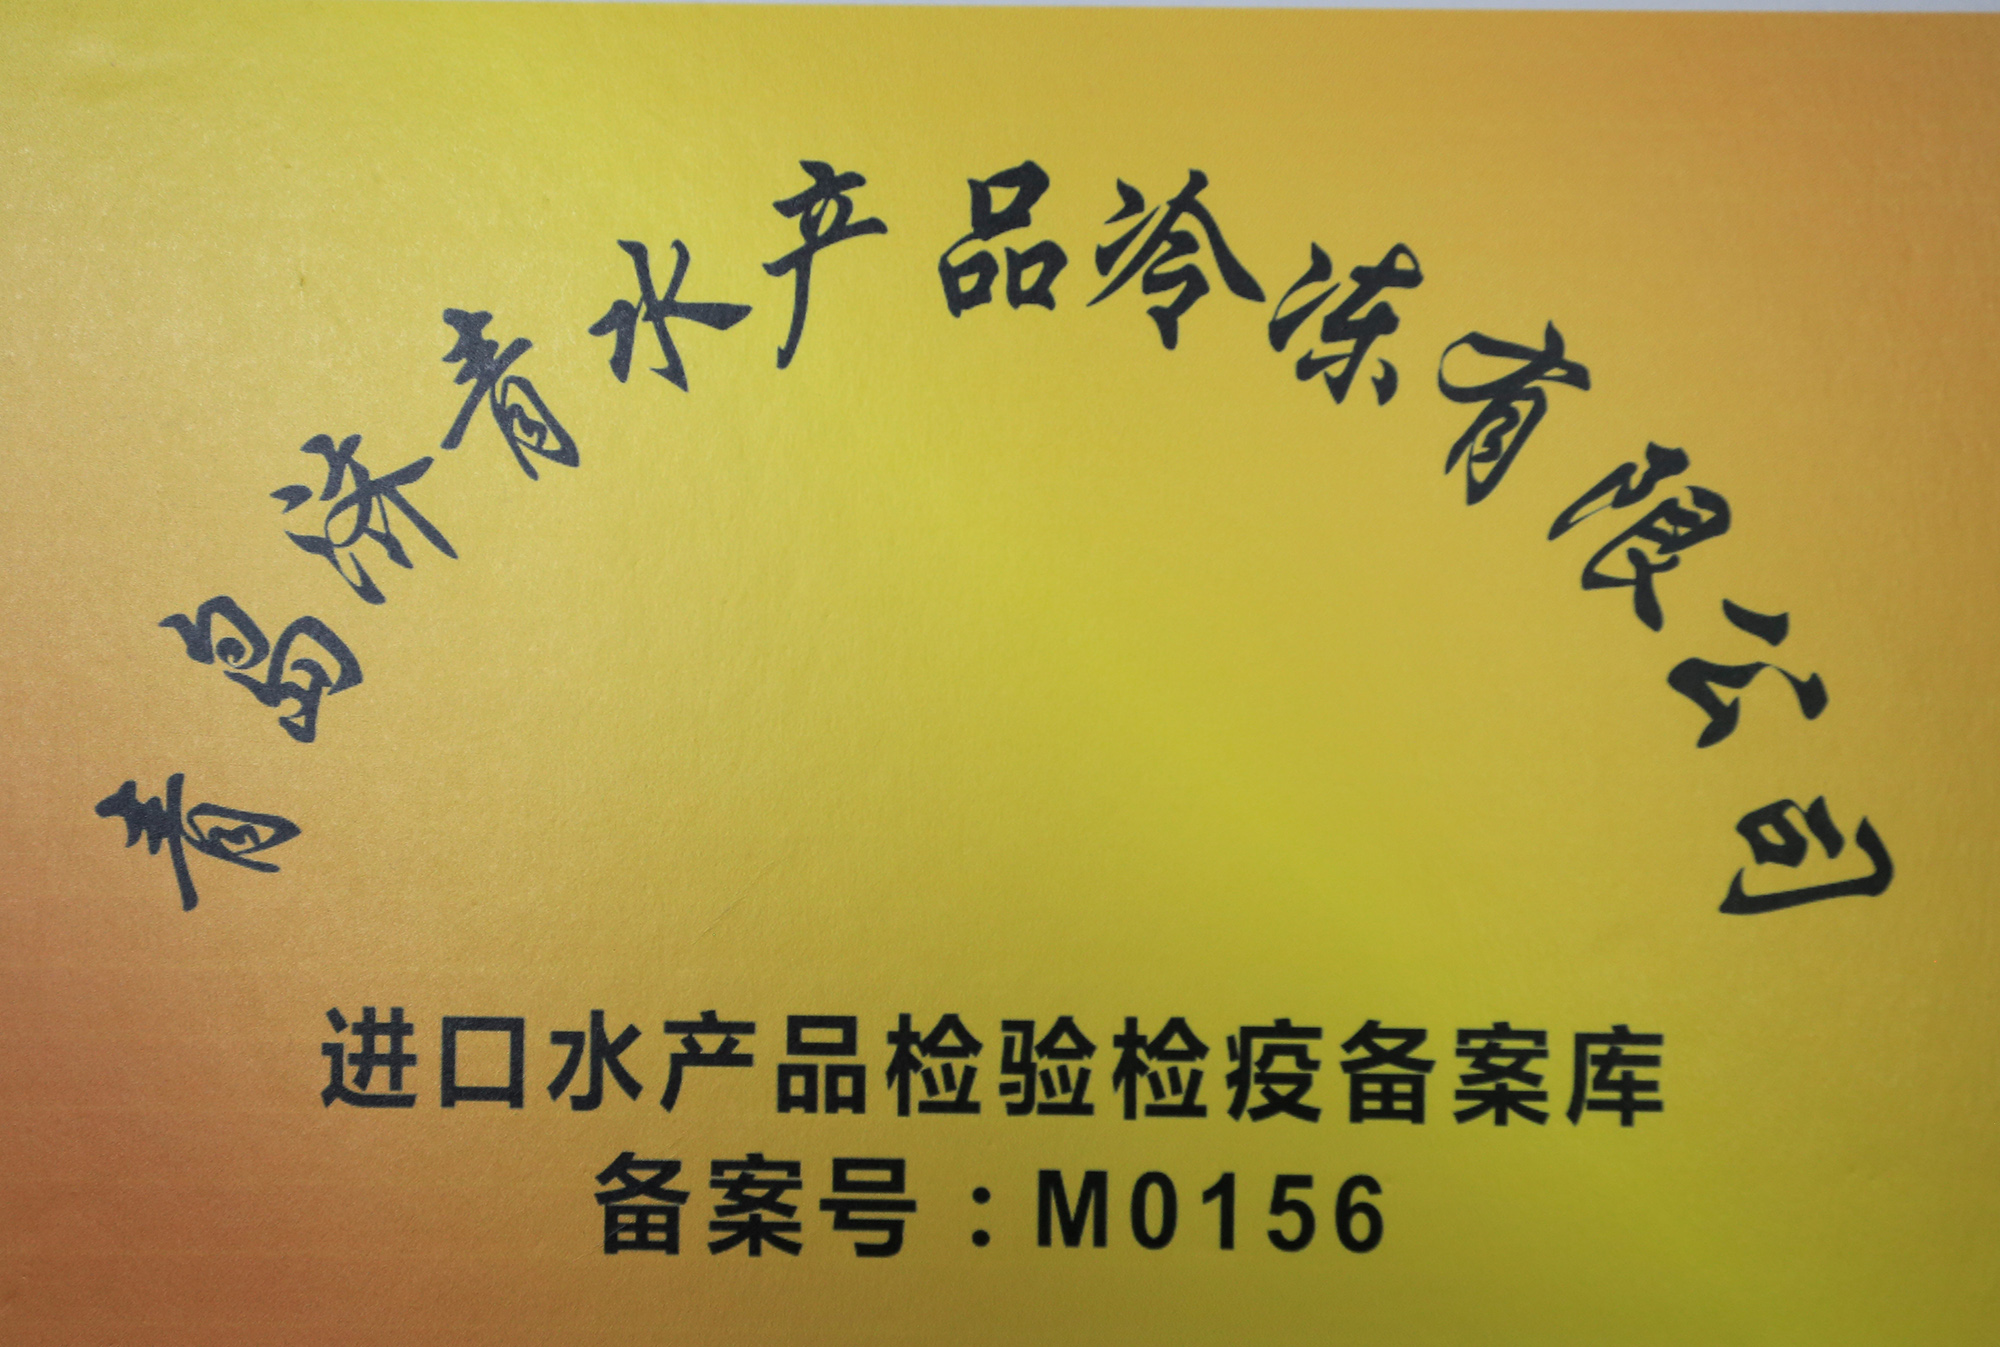 青岛济青水产品冷冻有限公司
进口水产品检验检疫备案库
备案号：M0156